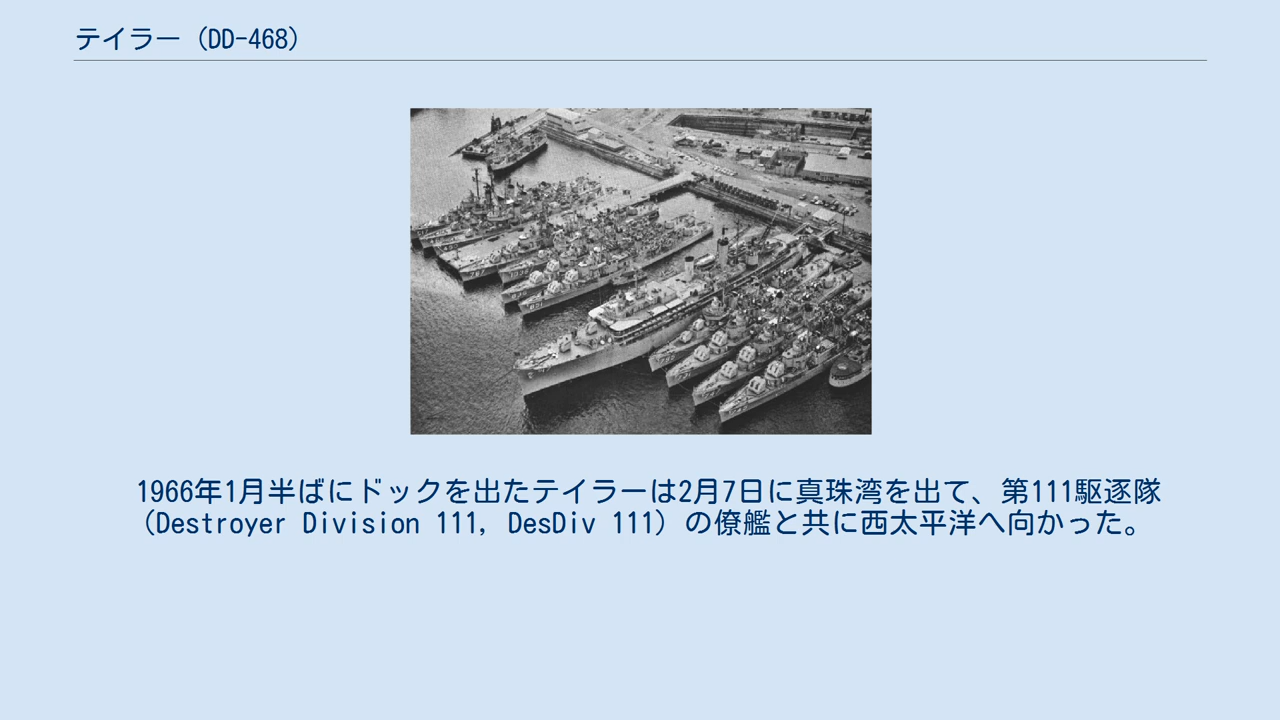 テイラー（DD-468）
1966年1月半ばにドックを出たテイラーは2月7日に真珠湾を出て、第111駆逐隊
（Destroyer Division 111, DesDiv 111）の僚艦と共に西太平洋へ向かった。